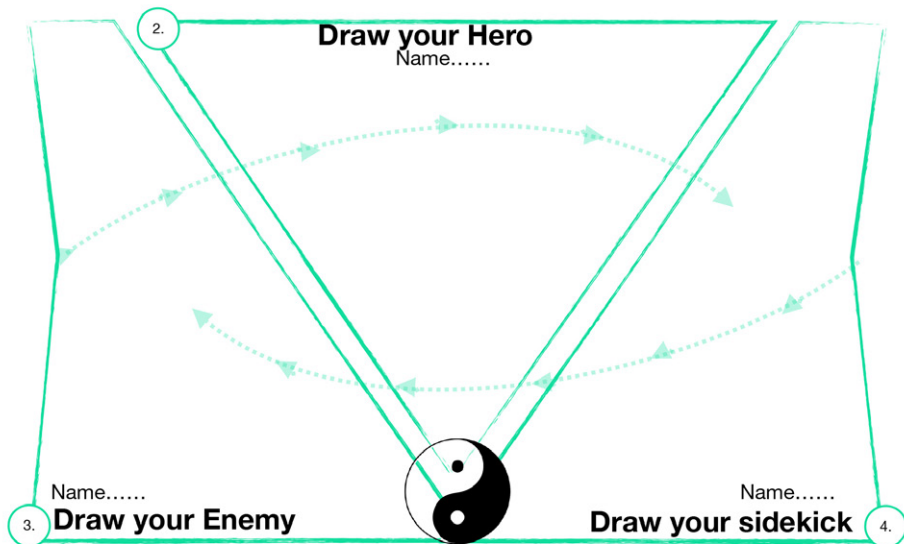 2.
Draw your Hero
Name......
Name......
3. Draw your Enemy
Name......
Draw your sidekick 4.